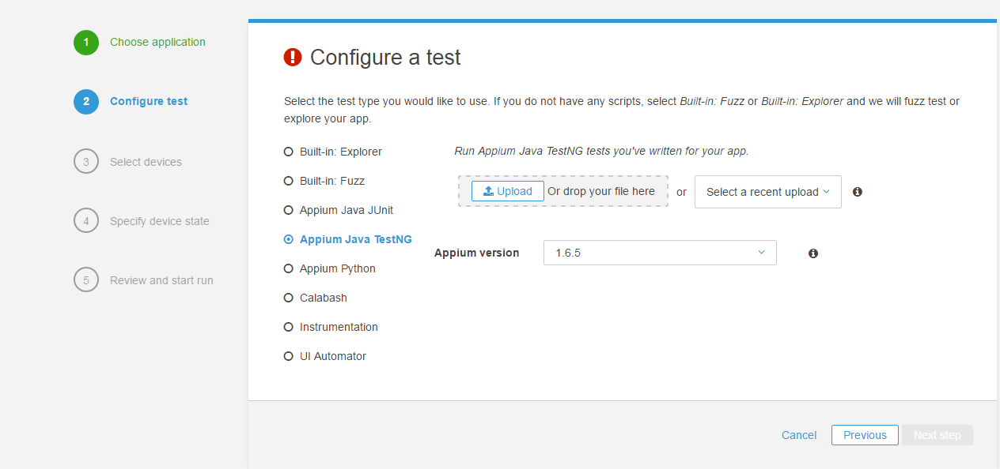 1 Choose application
2 Configure test
3 Select devices
4 Specify device state
5 Review and start run
Configure a test
Select the test type you would like to use. If you do not have any scripts, select Built-in: Fuzz or Built-in: Explorer and we will fuzz test or
explore your app.
Built-in: Explorer
Built-in: Fuzz
Appium Java JUnit
Appium Java TestNG
Appium Python
Calabash
Instrumentation
UI Automator
Run Appium Java TestNG tests you've written for your app.
Upload Or drop your file here or Select a recent upload
Appium version 1.6.5
Cancel Previous Next step